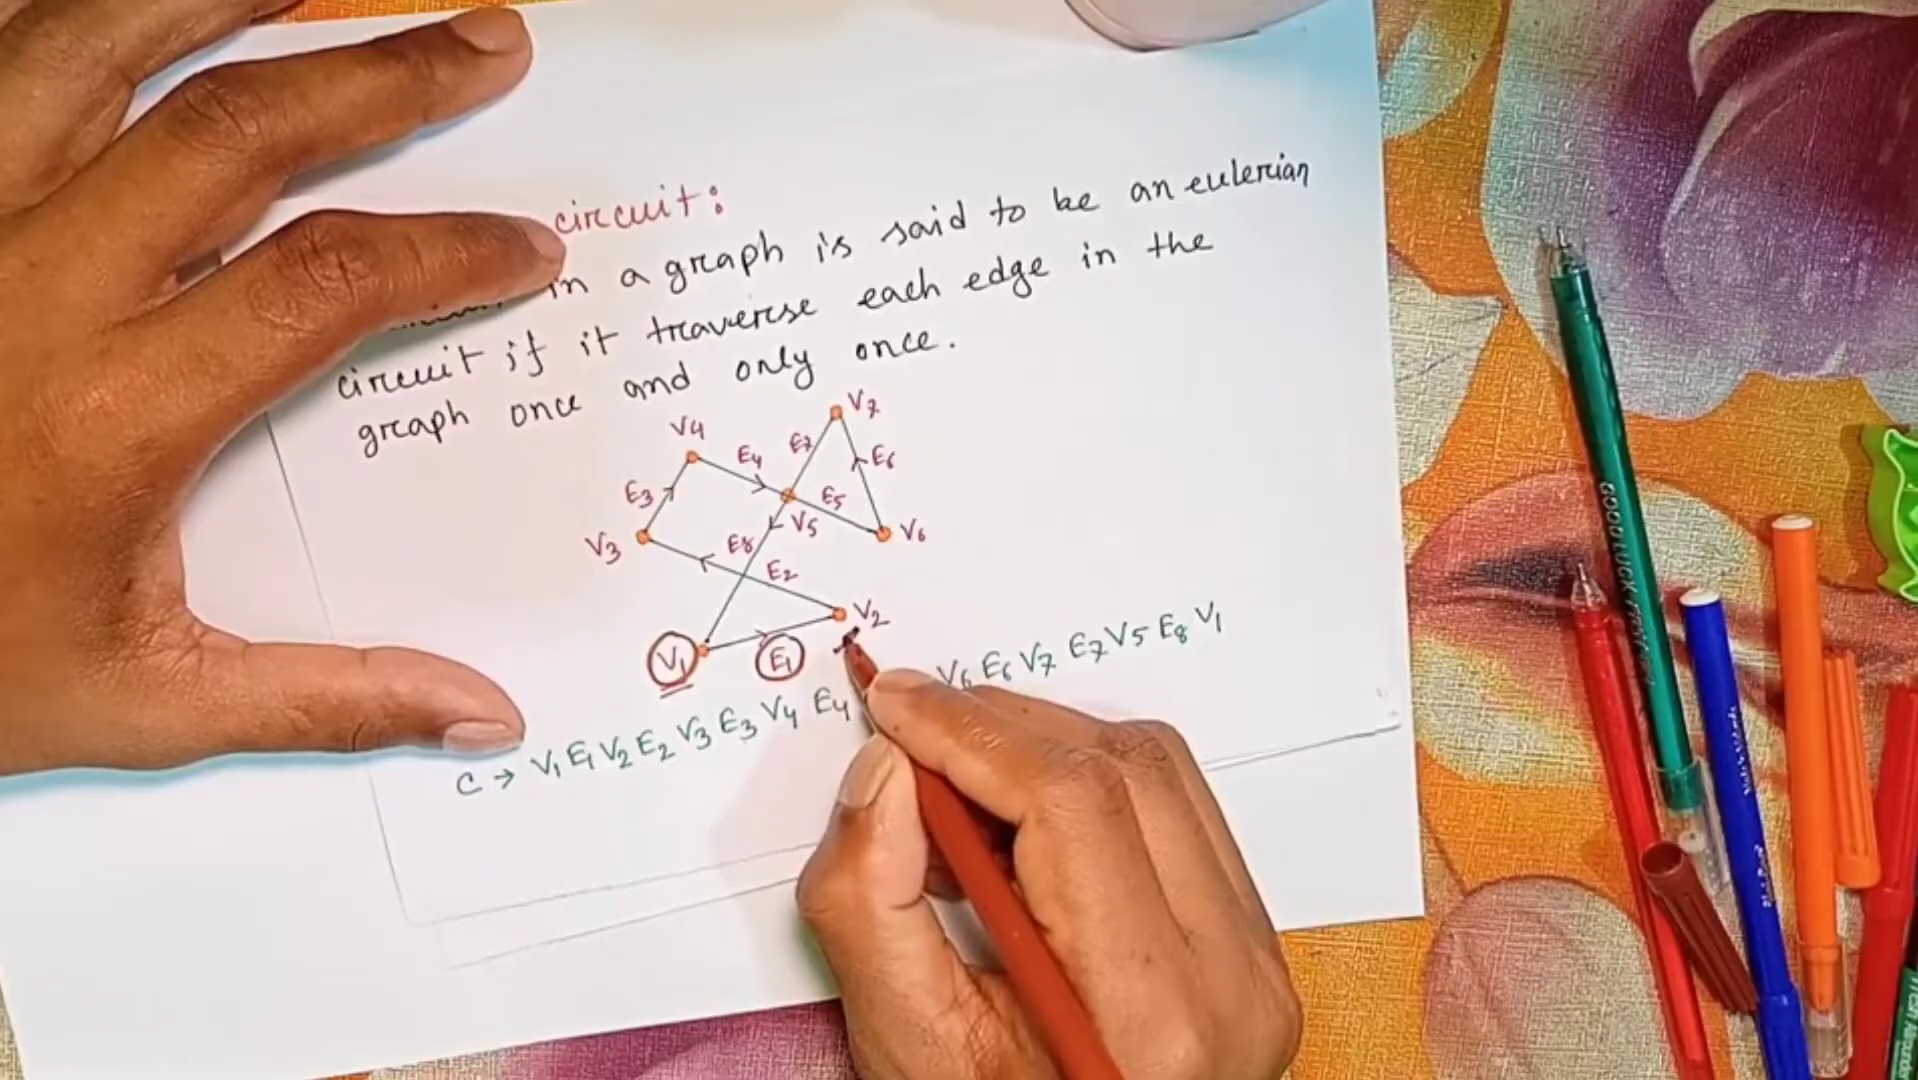 circuit:
in a graph is said to be an eulerian
circuit if it traverse each edge in the
graph once and only once.
V7
V4
E7
E4
E6
E3
E5
V5
V3
V6
E8
E2
V2
V1
E1
C → V1 E1 V2 E2 V3 E3 V4 E4 V6 E6 V7 E7 V5 E8 V1
GOODLUCK